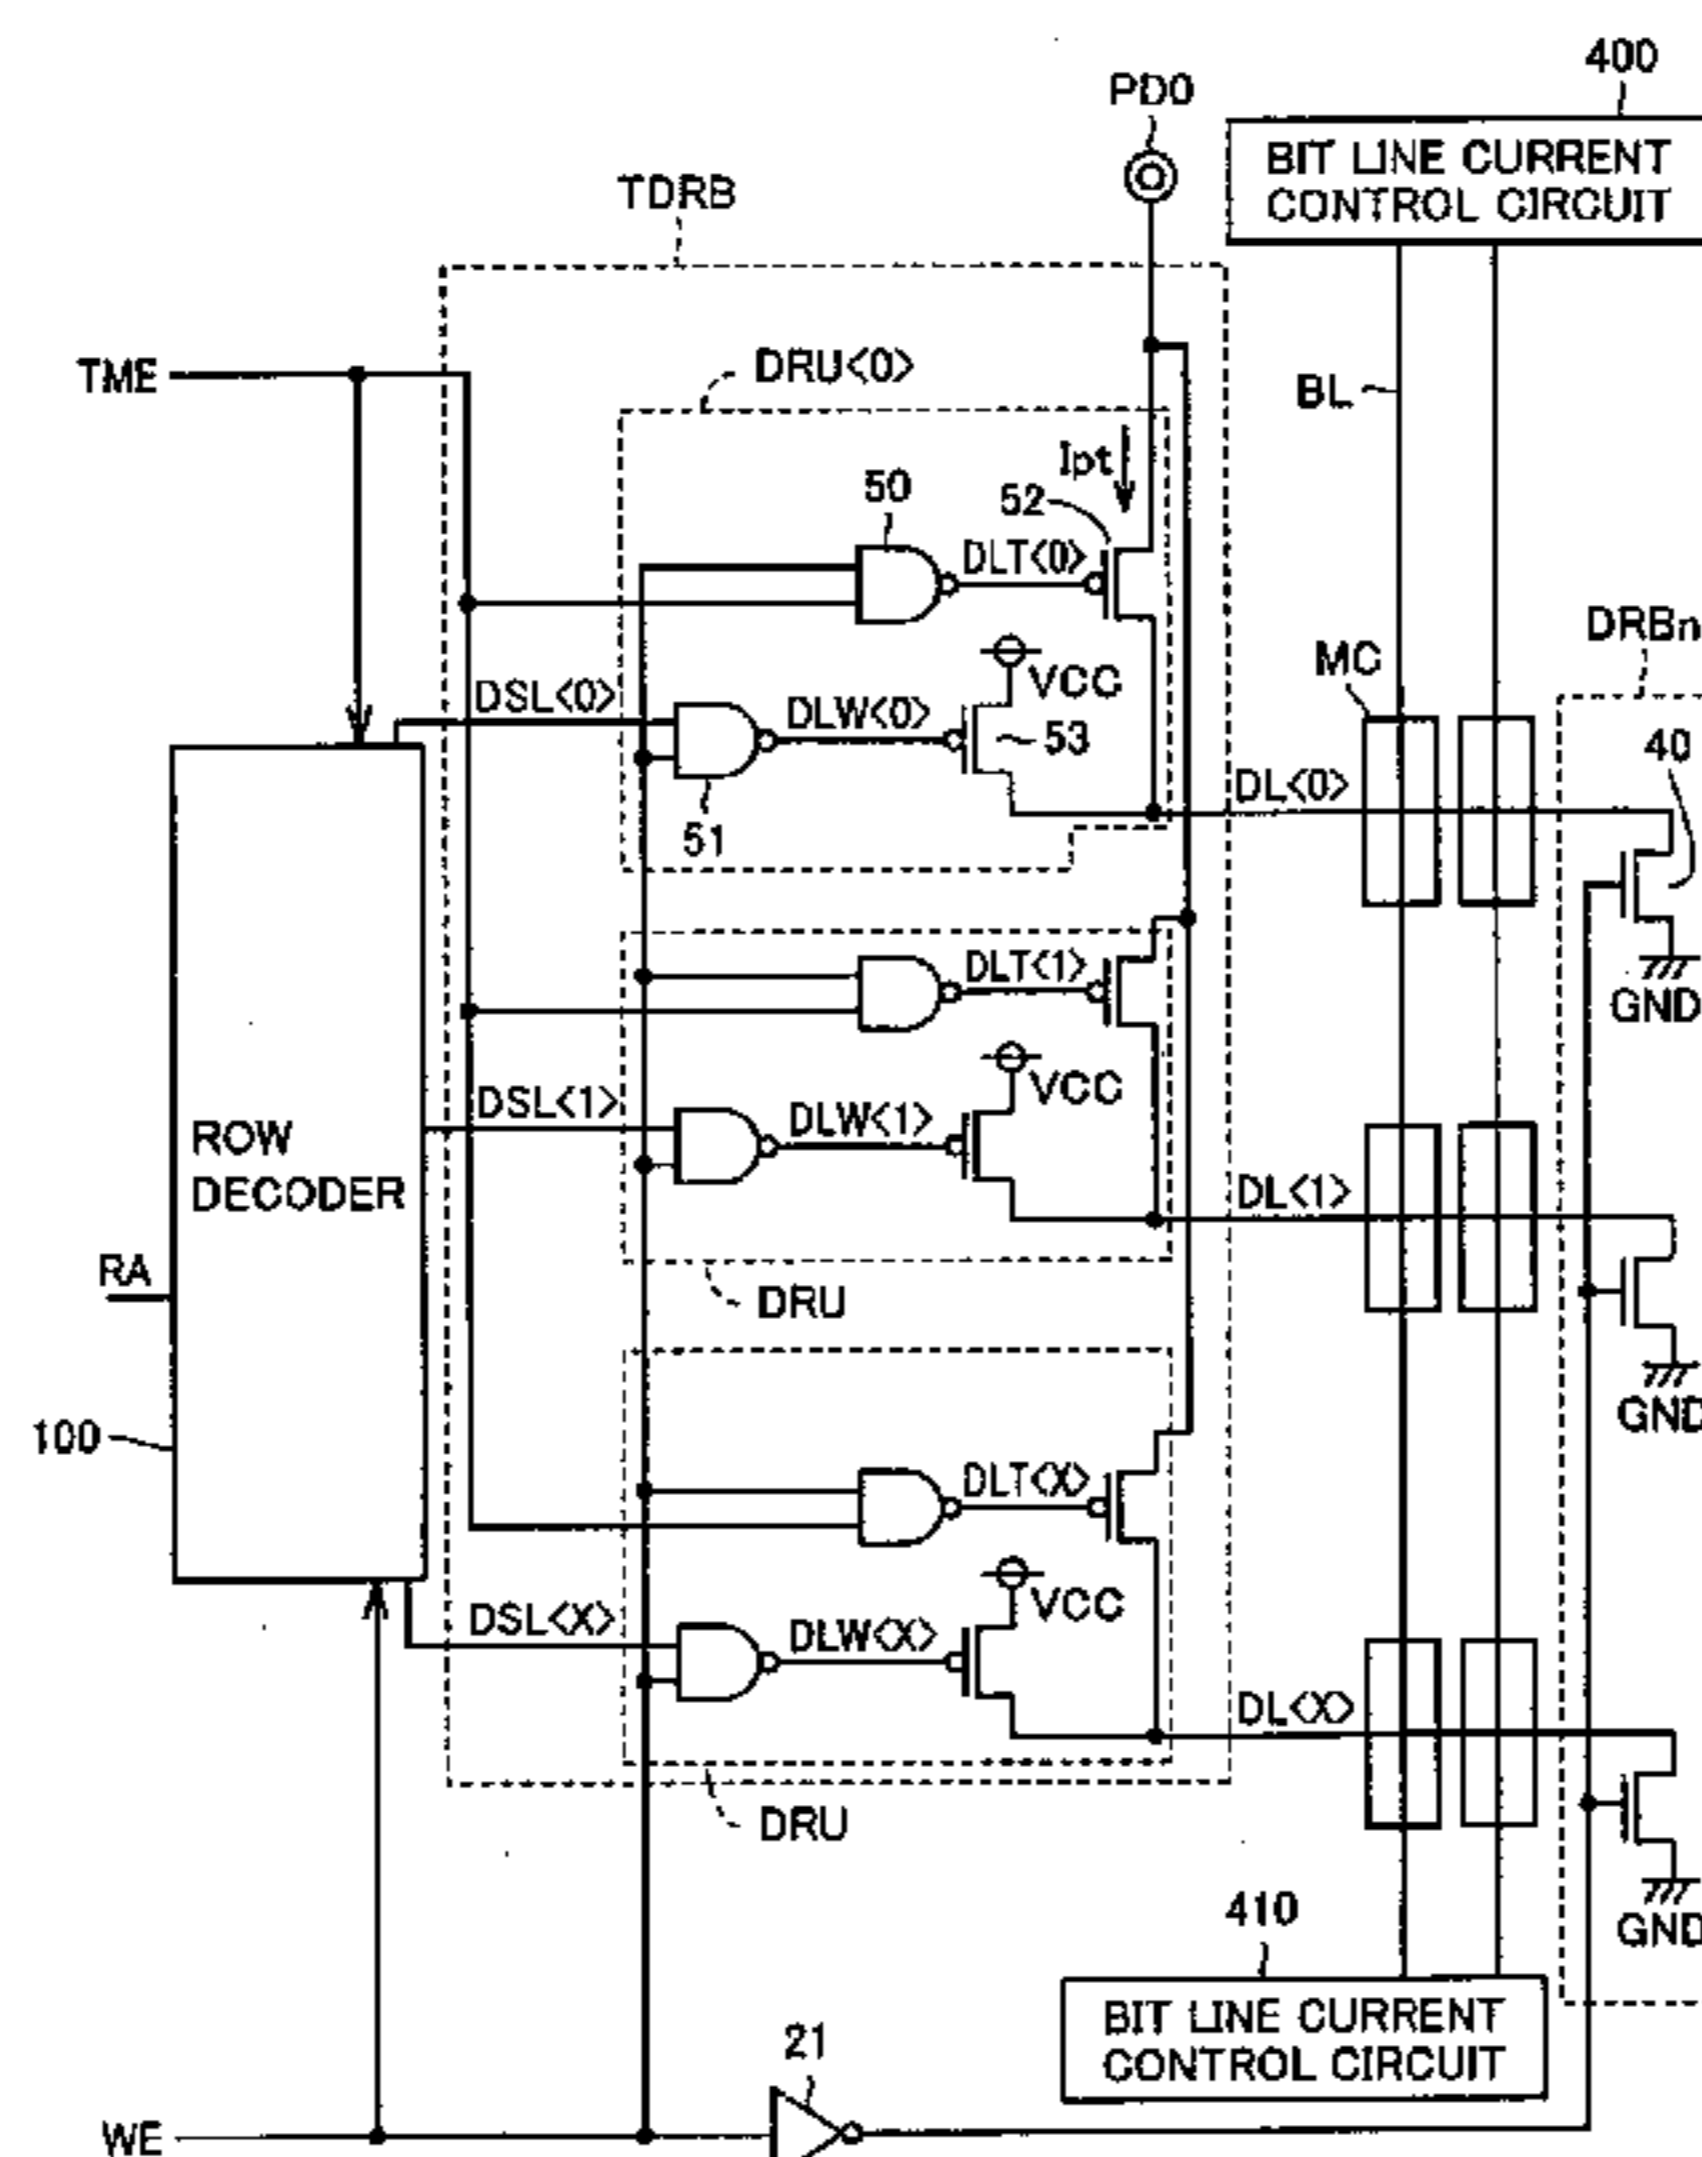 400
PD0
BIT LINE CURRENT
CONTROL CIRCUIT
TDRB
TME
DRU<0>
BL
Ipt
50
52
DLT<0>
DRBn
MC
VCC
DSL<0>
DLW<0>
53
40
DL<0>
51
GND
DLT<1>
VCC
DSL<1>
DLW<1>
ROW
DECODER
DL<1>
RA
DRU
GND
100
DLT<X>
VCC
DSL<X>
DLW<X>
DL<X>
DRU
410
GND
BIT LINE CURRENT
CONTROL CIRCUIT
21
WE